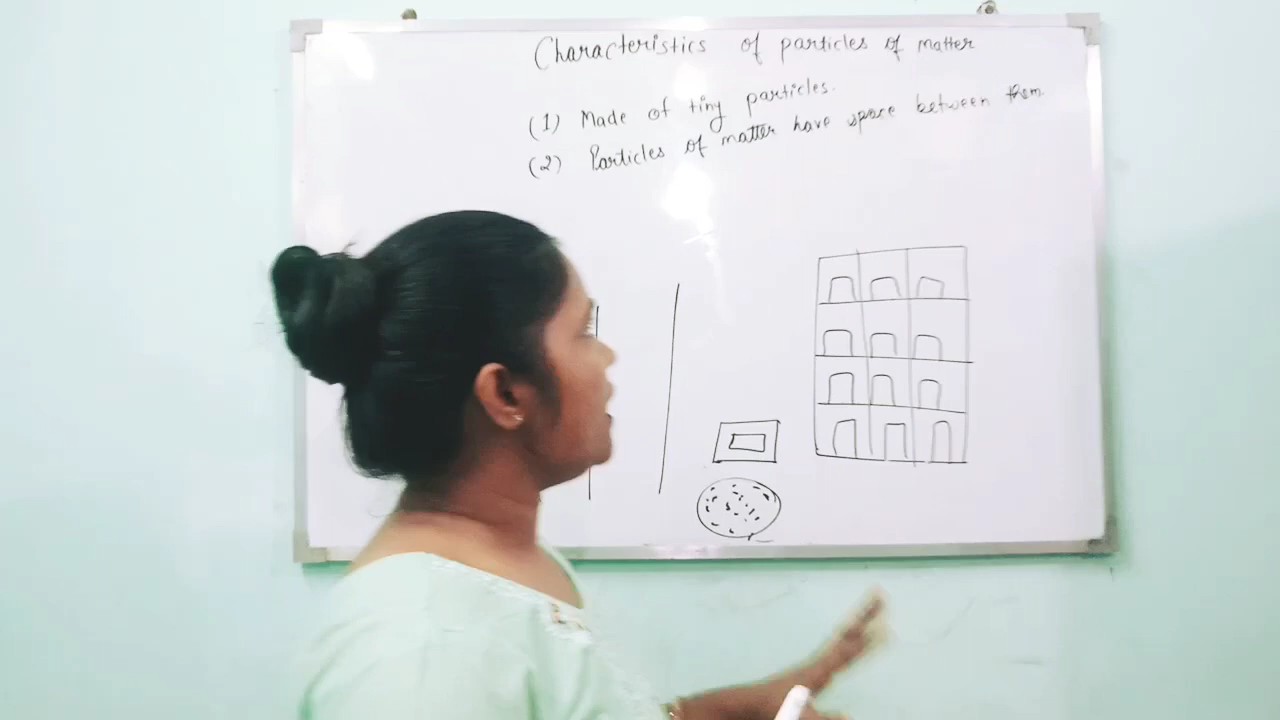 Characteristics of particles of matter
(1) Made of tiny particles.
(2) Particles of matter have space between them.